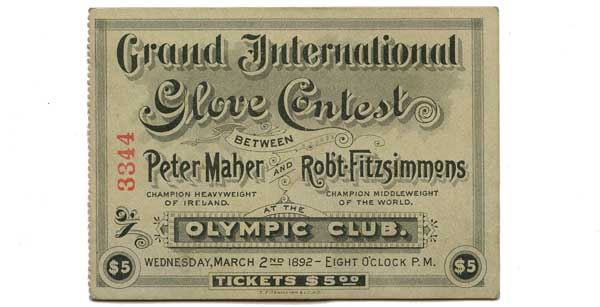 Grand International
Glove Contest
BETWEEN
Peter Maher AND Rob't Fitzsimmons
CHAMPION HEAVYWEIGHT
OF IRELAND.
CHAMPION MIDDLEWEIGHT
OF THE WORLD.
AT THE
OLYMPIC CLUB.
WEDNESDAY, MARCH 2ND 1892 – EIGHT O'CLOCK P.M.
$5
TICKETS $5.00
$5
3344